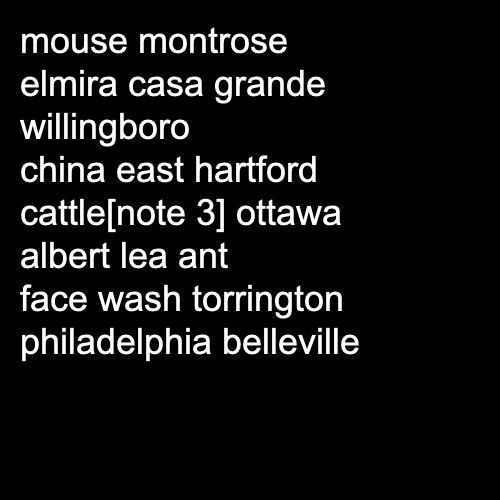 mouse montrose
elmira casa grande
willingboro
china east hartford
cattle[note 3] ottawa
albert lea ant
face wash torrington
philadelphia belleville